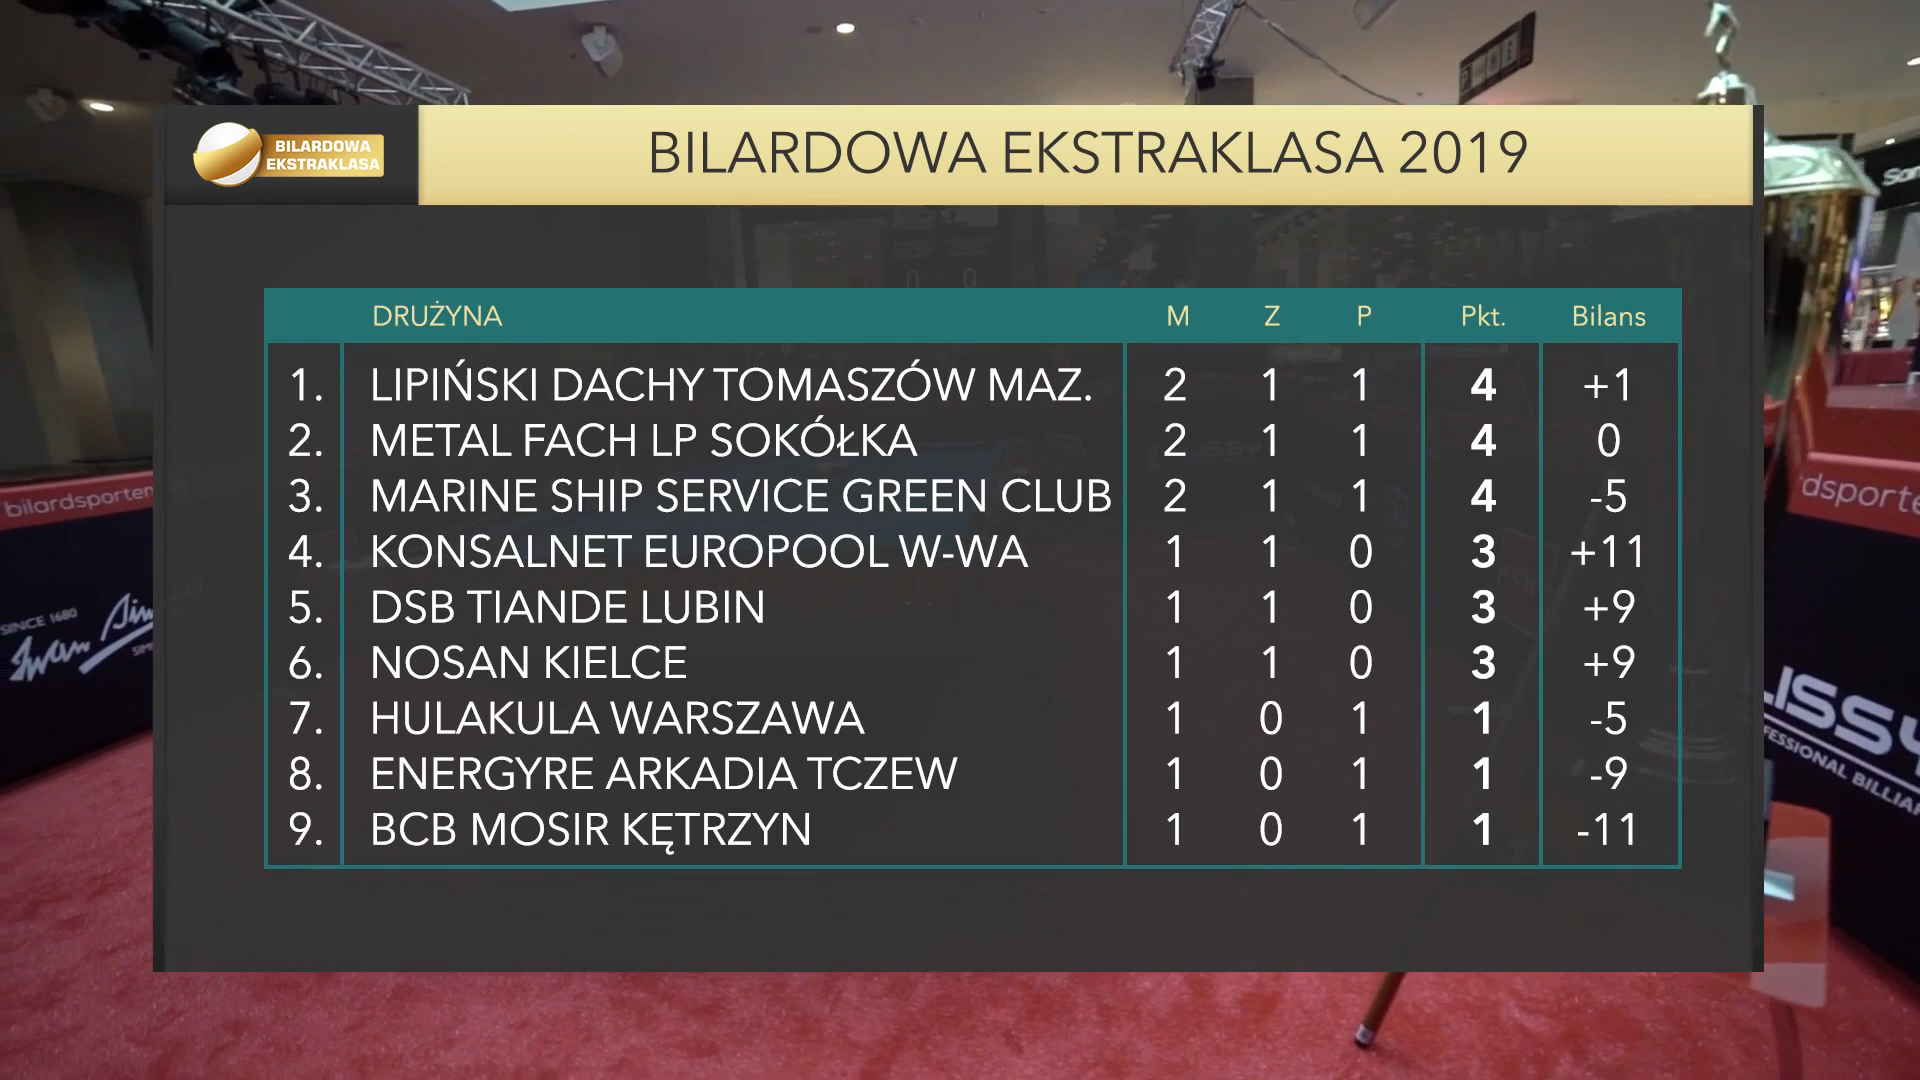 BILARDOWA
EKSTRAKLASA
BILARDOWA EKSTRAKLASA 2019
DRUŻYNA M Z P Pkt. Bilans
1. LIPIŃSKI DACHY TOMASZÓW MAZ. 2 1 1 4 +1
2. METAL FACH LP SOKÓŁKA 2 1 1 4 0
3. MARINE SHIP SERVICE GREEN CLUB 2 1 1 4 -5
4. KONSALNET EUROPOOL W-WA 1 1 0 3 +11
5. DSB TIANDE LUBIN 1 1 0 3 +9
6. NOSAN KIELCE 1 1 0 3 +9
7. HULAKULA WARSZAWA 1 0 1 1 -5
8. ENERGYRE ARKADIA TCZEW 1 0 1 1 -9
9. BCB MOSIR KĘTRZYN 1 0 1 1 -11
bilardsporten
dsporte
SINCE 1680
Iwan Sim
LISSY
FESSIONAL BILLIA